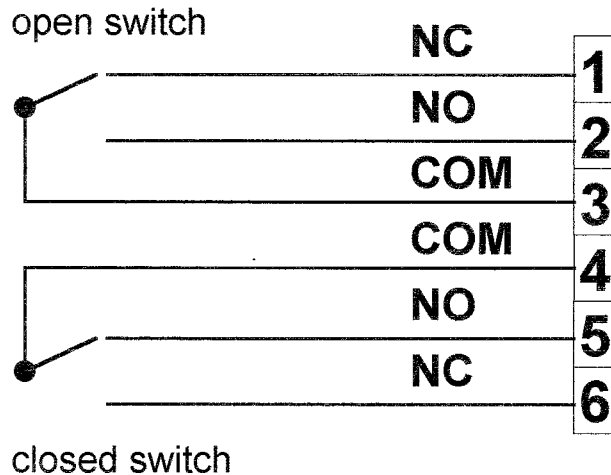 open switch
NC 1
NO 2
COM 3
COM 4
NO 5
NC 6
closed switch